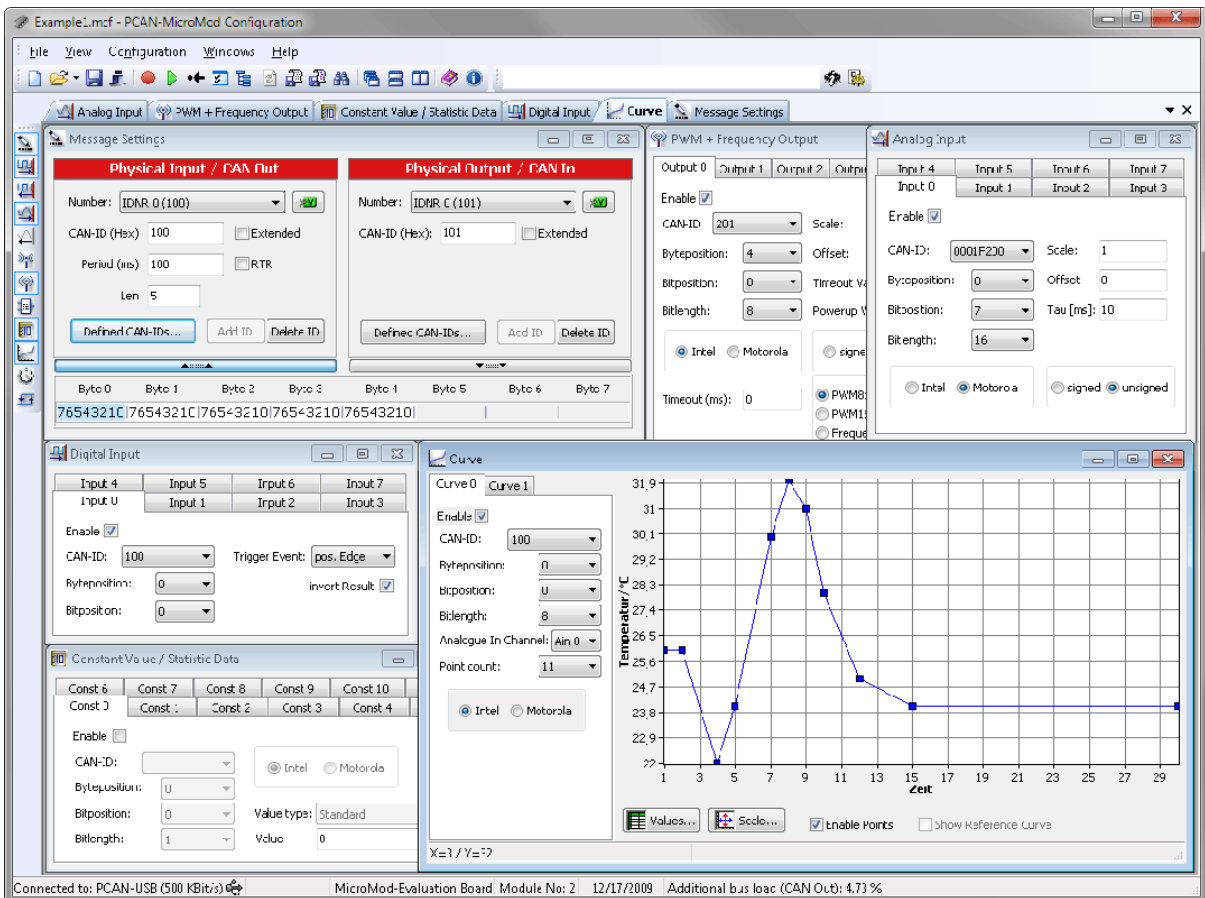 Example1.mcf - PCAN-MicroMod Configuration
File View Configuration Windows Help
Analog Input PWM + Frequency Output Constant Value / Statistic Data Digital Input Curve Message Settings
Message Settings
Physical Input / CAN Out
Number: IDNR 0 (100)
CAN-ID (Hex) 100 Extended
Period (ms) 100 RTR
Len 5
Defined CAN-IDs... Add ID Delete ID
Physical Output / CAN In
Number: IDNR 0 (101)
CAN-ID (Hex): 101 Extended
Defined CAN-IDs... Add ID Delete ID
Byte 0 Byte 1 Byte 2 Byte 3 Byte 4 Byte 5 Byte 6 Byte 7
76543210 76543210 76543210 76543210 76543210
PWM + Frequency Output
Output 0 Output 1 Output 2 Outpu
Enable
CAN-ID 201 Scale:
Byteposition: 4 Offset:
Bitposition: 0 Timeout Va
Bitlength: 8 Powerup V
Intel Motorola signe
Timeout (ms): 0
PWM8:
PWM1:
Freque
Analog Input
Input 4 Input 5 Input 6 Input 7
Input 0 Input 1 Input 2 Input 3
Enable
CAN-ID: 0001F200 Scale: 1
Byteposition: 0 Offset 0
Bitposition: 7 Tau [ms]: 10
Bitlength: 16
Intel Motorola signed unsigned
Digital Input
Input 4 Input 5 Input 6 Input 7
Input 0 Input 1 Input 2 Input 3
Enable
CAN-ID: 100 Trigger Event: pos. Edge
Byteposition: 0 invert Result
Bitposition: 0
Constant Value / Statistic Data
Const 6 Const 7 Const 8 Const 9 Const 10
Const 0 Const 1 Const 2 Const 3 Const 4
Enable
CAN-ID: Intel Motorola
Byteposition: 0
Bitposition: 0 Value type: Standard
Bitlength: 1 Value 0
Curve
Curve 0 Curve 1
Enable
CAN-ID: 100
Byteposition: 0
Bitposition: 0
Bitlength: 8
Analogue In Channel: Ain 0
Point count: 11
Intel Motorola
Temperatur/°C
31,9
31
30,1
29,2
28,3
27,4
26,5
25,6
24,7
23,8
22,9
22
1 3 5 7 9 11 13 15 17 19 21 23 25 27 29
Zeit
Values... Scale... Enable Points Show Reference Curve
Connected to: PCAN-USB (500 KBit/s) MicroMod-Evaluation Board Module No: 2 12/17/2009 Additional bus load (CAN Out): 4.73 %